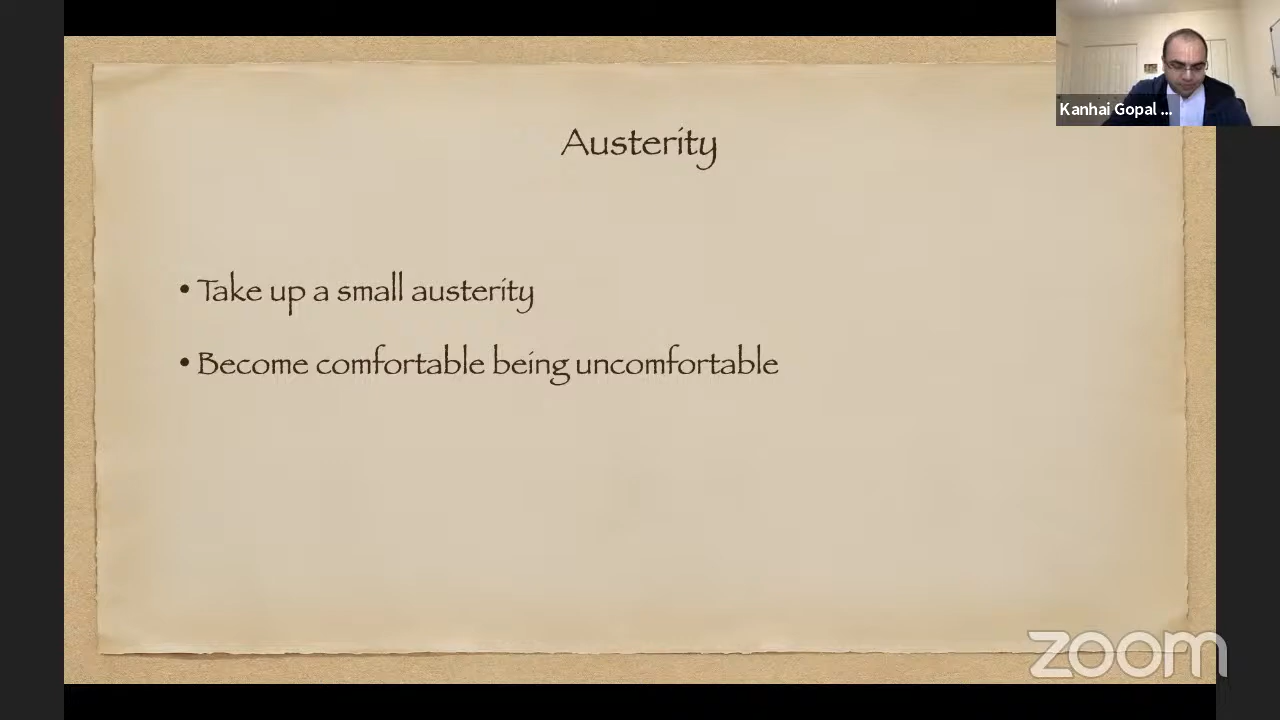 Kanhai Gopal ...
Austerity
• Take up a small austerity
• Become comfortable being uncomfortable
zoom